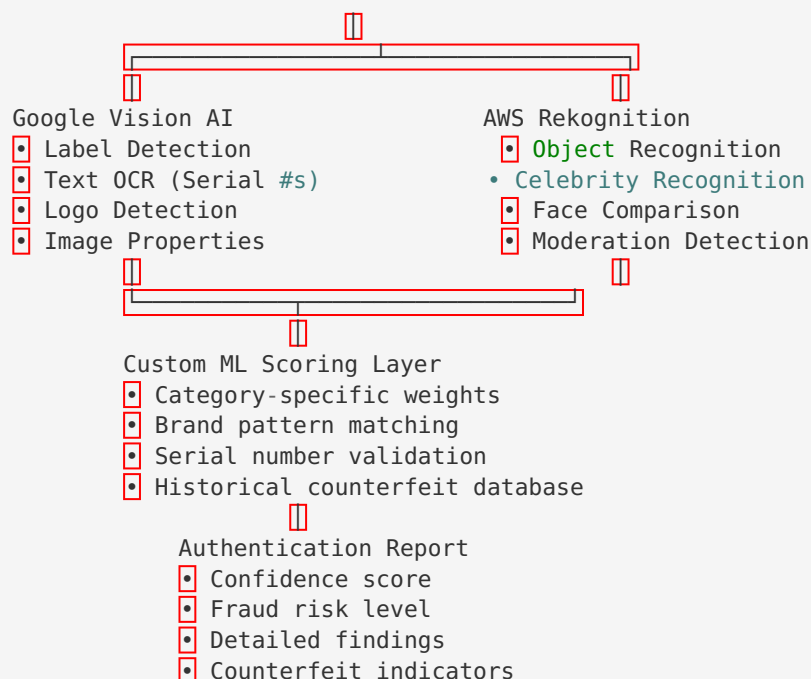 Google Vision AI                 AWS Rekognition
• Label Detection                 • Object Recognition
• Text OCR (Serial #s)            • Celebrity Recognition
• Logo Detection                  • Face Comparison
• Image Properties                • Moderation Detection
Custom ML Scoring Layer
• Category-specific weights
• Brand pattern matching
• Serial number validation
• Historical counterfeit database
Authentication Report
• Confidence score
• Fraud risk level
• Detailed findings
• Counterfeit indicators